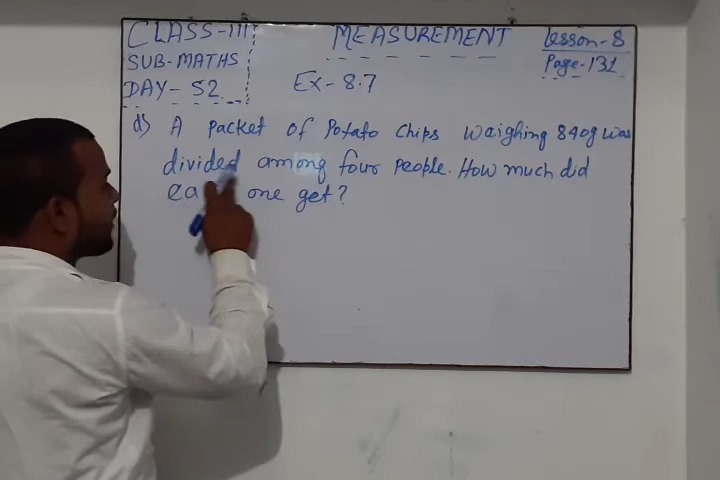 CLASS-III
SUB-MATHS
DAY-52
MEASUREMENT
Ex-8.7
Lesson-8
Page-131
d) A packet of Potato chips weighing 840g was
divided among four people. How much did
one get?